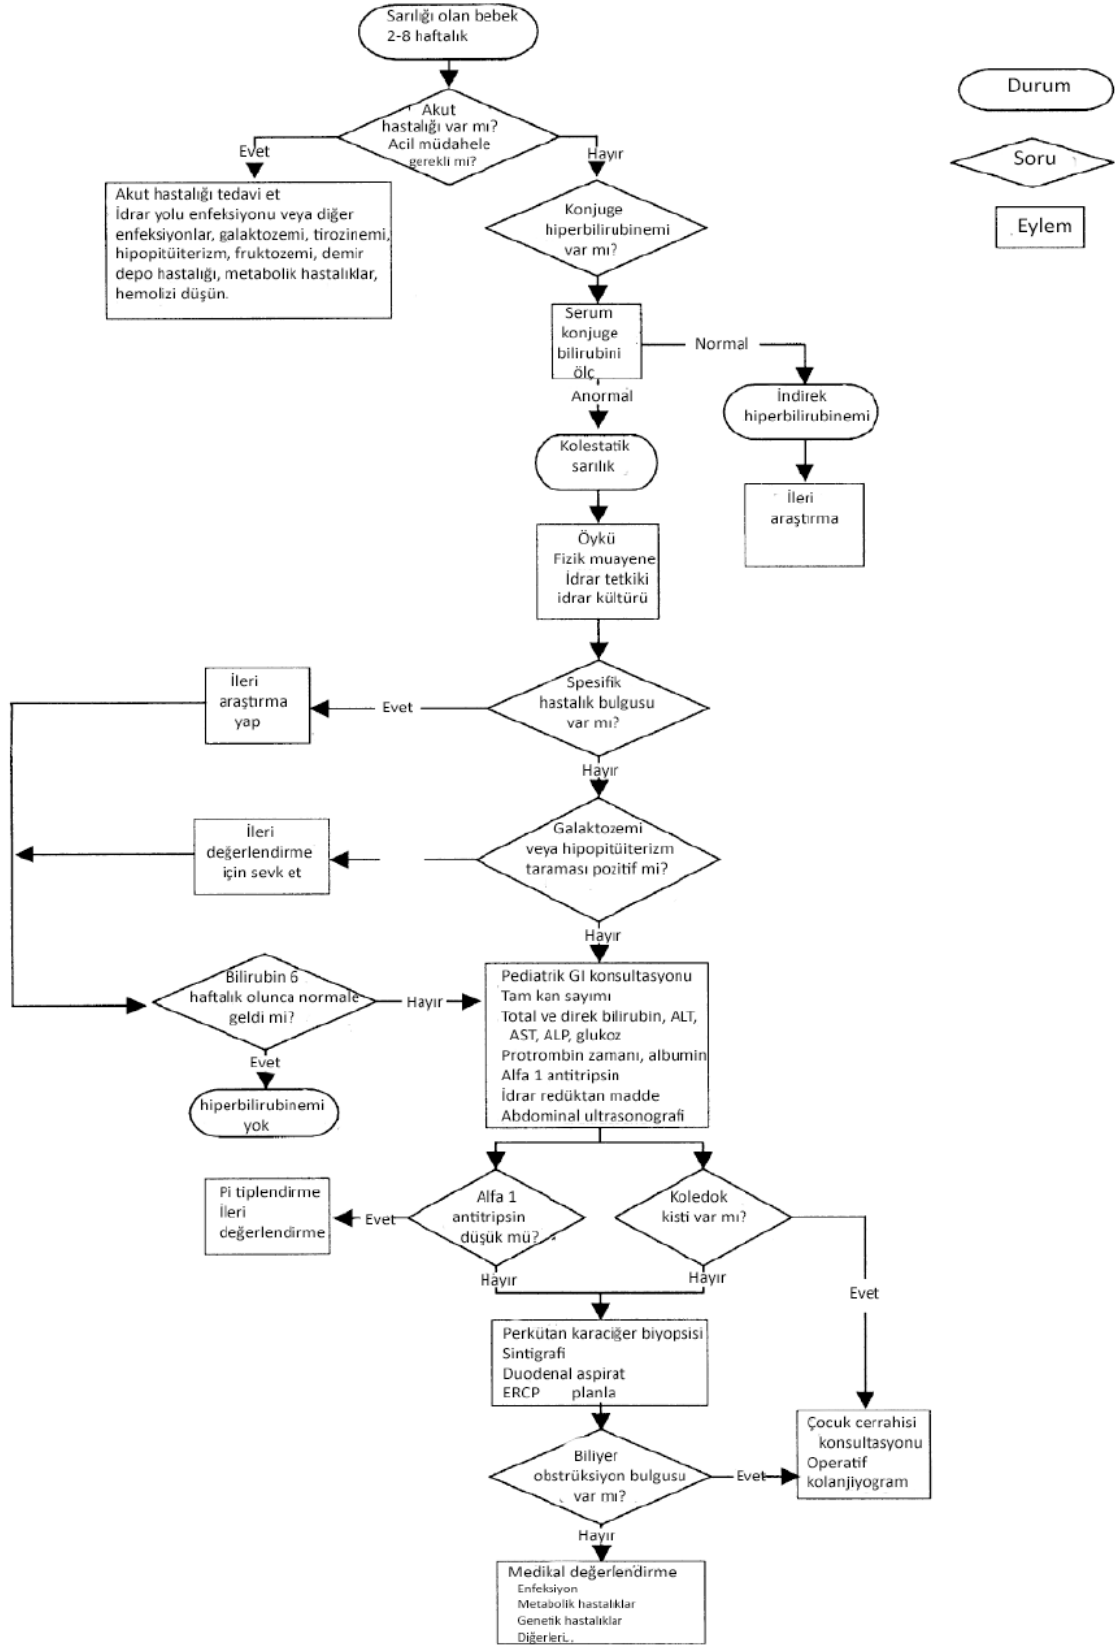 Sarılığı olan bebek
2-8 haftalık
Durum
Soru
Eylem
Akut
hastalığı var mı?
Acil müdahele
gerekli mi?
Evet
Hayır
Akut hastalığı tedavi et
İdrar yolu enfeksiyonu veya diğer
enfeksiyonlar, galaktozemi, tirozinemi,
hipopitüiterizm, fruktozemi, demir
depo hastalığı, metabolik hastalıklar,
hemolizi düşün.
Konjuge
hiperbilirubinemi
var mı?
Serum
konjuge
bilirubini
ölç
Normal
Anormal
İndirek
hiperbilirubinemi
İleri
araştırma
Kolestatik
sarılık
Öykü
Fizik muayene
İdrar tetkiki
idrar kültürü
Spesifik
hastalık bulgusu
var mı?
Evet
İleri
araştırma
yap
Hayır
Galaktozemi
veya hipopitüiterizm
taraması pozitif mi?
İleri
değerlendirme
için sevk et
Hayır
Bilirubin 6
haftalık olunca normale
geldi mi?
Hayır
Evet
hiperbilirubinemi
yok
Pediatrik GI konsultasyonu
Tam kan sayımı
Total ve direk bilirubin, ALT,
AST, ALP, glukoz
Protrombin zamanı, albumin
Alfa 1 antitripsin
İdrar redüktan madde
Abdominal ultrasonografi
Alfa 1
antitripsin
düşük mü?
Evet
Pi tiplendirme
İleri
değerlendirme
Hayır
Koledok
kisti var mı?
Hayır
Evet
Perkütan karaciğer biyopsisi
Sintigrafi
Duodenal aspirat
ERCP planla
Çocuk cerrahisi
konsultasyonu
Operatif
kolanjiyogram
Biliyer
obstrüksiyon bulgusu
var mı?
Evet
Hayır
Medikal değerlendirme
Enfeksiyon
Metabolik hastalıklar
Genetik hastalıklar
Diğerleri..